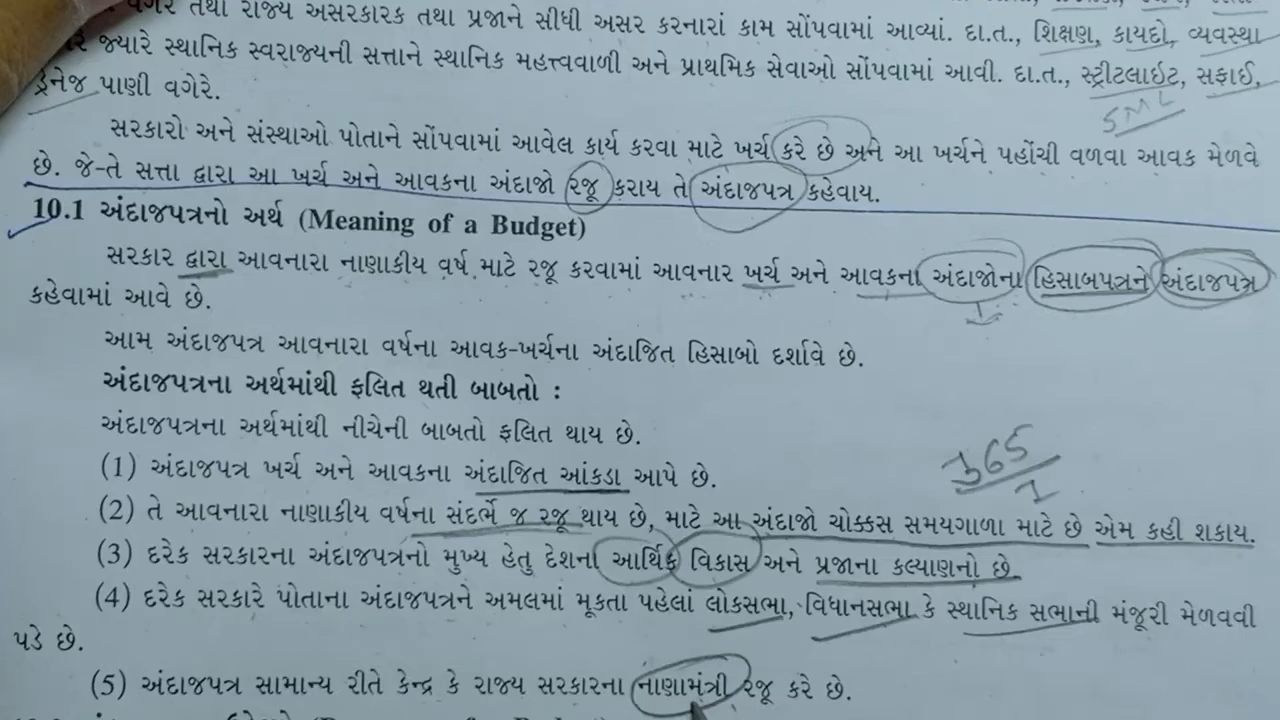 તથા રાજ્ય અસરકારક તથા પ્રજાને સીધી અસર કરનારાં કામ સોંપવામાં આવ્યાં. દા.ત., શિક્ષણ, કાયદો, વ્યવસ્થા
જ્યારે સ્થાનિક સ્વરાજ્યની સત્તાને સ્થાનિક મહત્ત્વવાળી અને પ્રાથમિક સેવાઓ સોંપવામાં આવી. દા.ત., સ્ટ્રીટલાઇટ, સફાઈ,
ડ્રેનેજ પાણી વગેરે.
SML
સરકારો અને સંસ્થાઓ પોતાને સોંપવામાં આવેલ કાર્ય કરવા માટે ખર્ચ કરે છે અને આ ખર્ચને પહોંચી વળવા આવક મેળવે
છે. જે-તે સત્તા દ્વારા આ ખર્ચ અને આવકના અંદાજો રજૂ કરાય તે અંદાજપત્ર કહેવાય.
10.1 અંદાજપત્રનો અર્થ (Meaning of a Budget)
સરકાર દ્વારા આવનારા નાણાકીય વર્ષ માટે રજૂ કરવામાં આવનાર ખર્ચ અને આવકના અંદાજોના હિસાબપત્રને અંદાજપત્ર
કહેવામાં આવે છે.
આમ અંદાજપત્ર આવનારા વર્ષના આવક-ખર્ચના અંદાજિત હિસાબો દર્શાવે છે.
અંદાજપત્રના અર્થમાંથી ફલિત થતી બાબતો :
અંદાજપત્રના અર્થમાંથી નીચેની બાબતો ફલિત થાય છે.
(1) અંદાજપત્ર ખર્ચ અને આવકના અંદાજિત આંકડા આપે છે.
365
1
(2) તે આવનારા નાણાકીય વર્ષના સંદર્ભે જ રજૂ થાય છે, માટે આ અંદાજો ચોક્કસ સમયગાળા માટે છે એમ કહી શકાય.
(3) દરેક સરકારના અંદાજપત્રનો મુખ્ય હેતુ દેશના આર્થિક વિકાસ અને પ્રજાના કલ્યાણનો છે.
(4) દરેક સરકારે પોતાના અંદાજપત્રને અમલમાં મૂકતા પહેલાં લોકસભા, વિધાનસભા કે સ્થાનિક સભાની મંજૂરી મેળવવી
પડે છે.
(5) અંદાજપત્ર સામાન્ય રીતે કેન્દ્ર કે રાજ્ય સરકારના નાણામંત્રી રજૂ કરે છે.